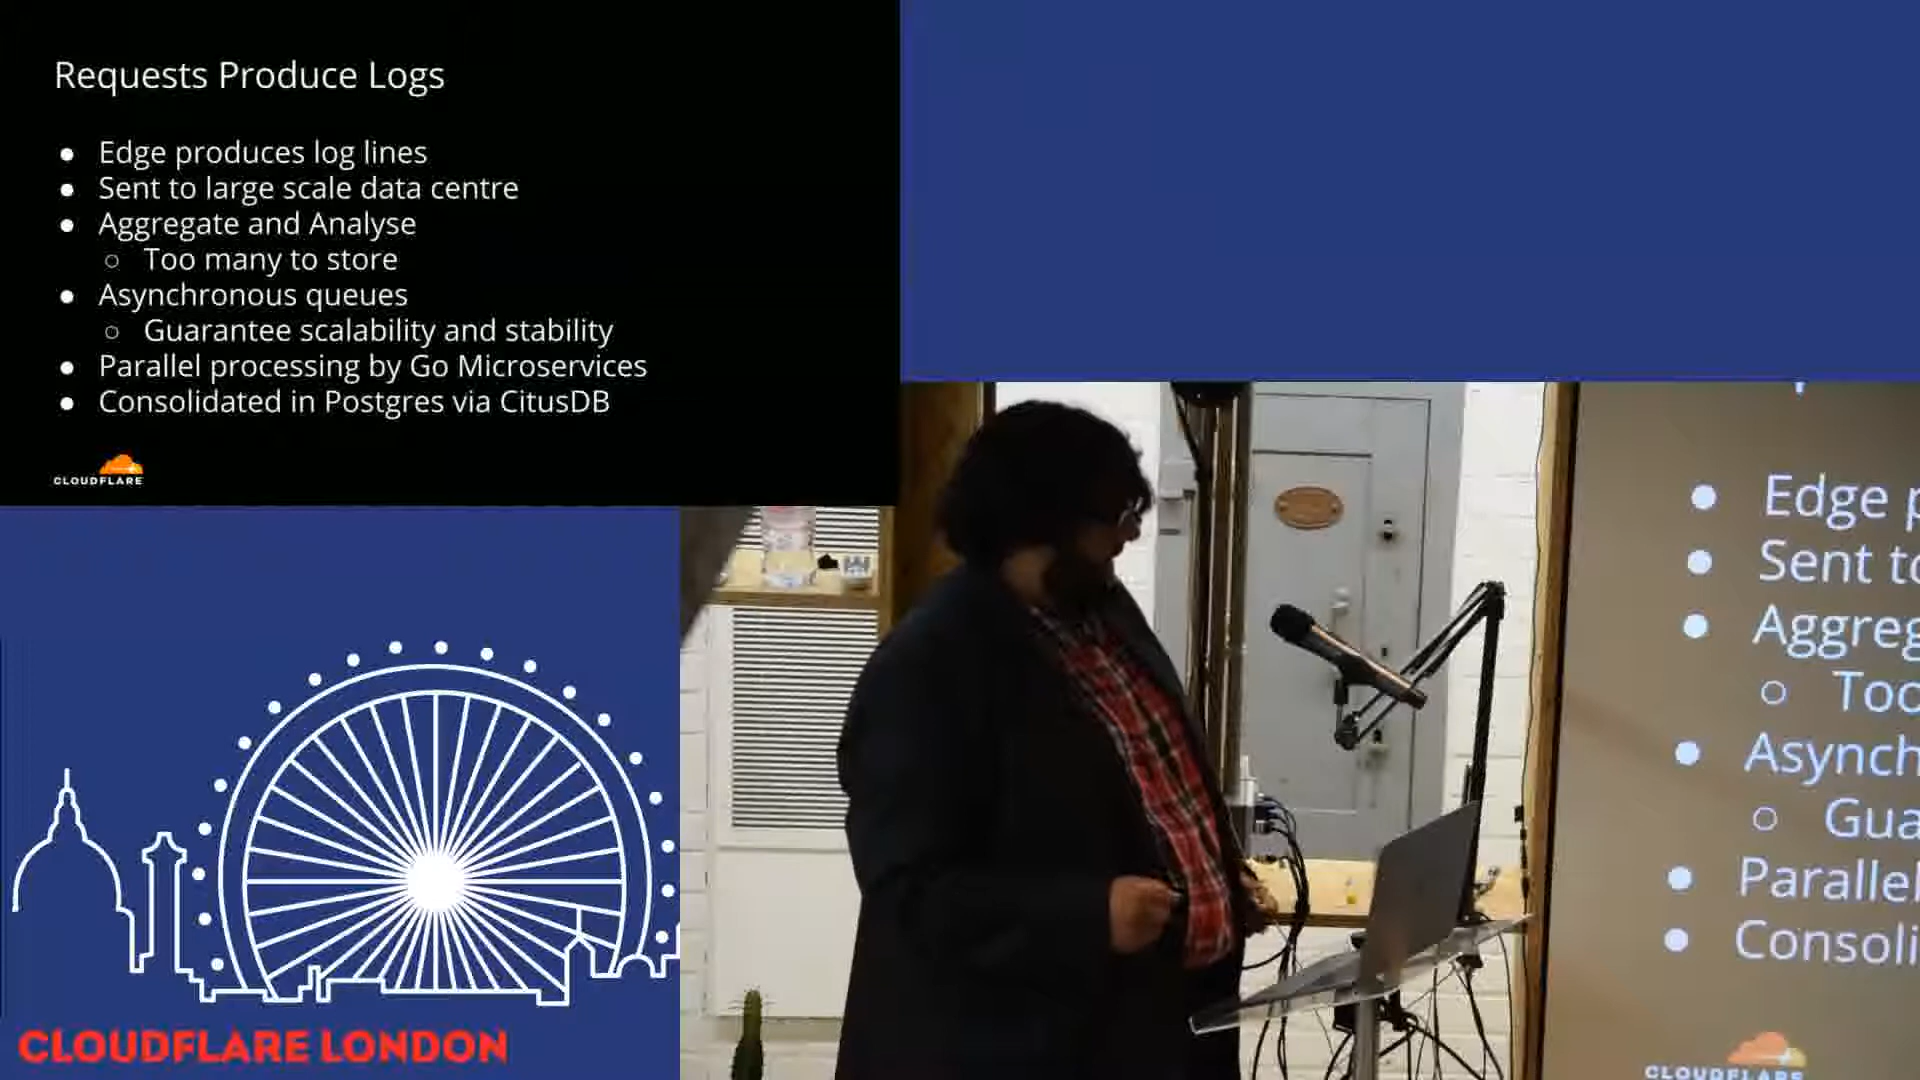 Requests Produce Logs
● Edge produces log lines
● Sent to large scale data centre
● Aggregate and Analyse
○ Too many to store
● Asynchronous queues
○ Guarantee scalability and stability
● Parallel processing by Go Microservices
● Consolidated in Postgres via CitusDB
CLOUDFLARE
● Edge p
● Sent to
● Aggreg
○ Too
● Asynch
○ Gua
● Parallel
● Consoli
CLOUDFLARE
CLOUDFLARE LONDON